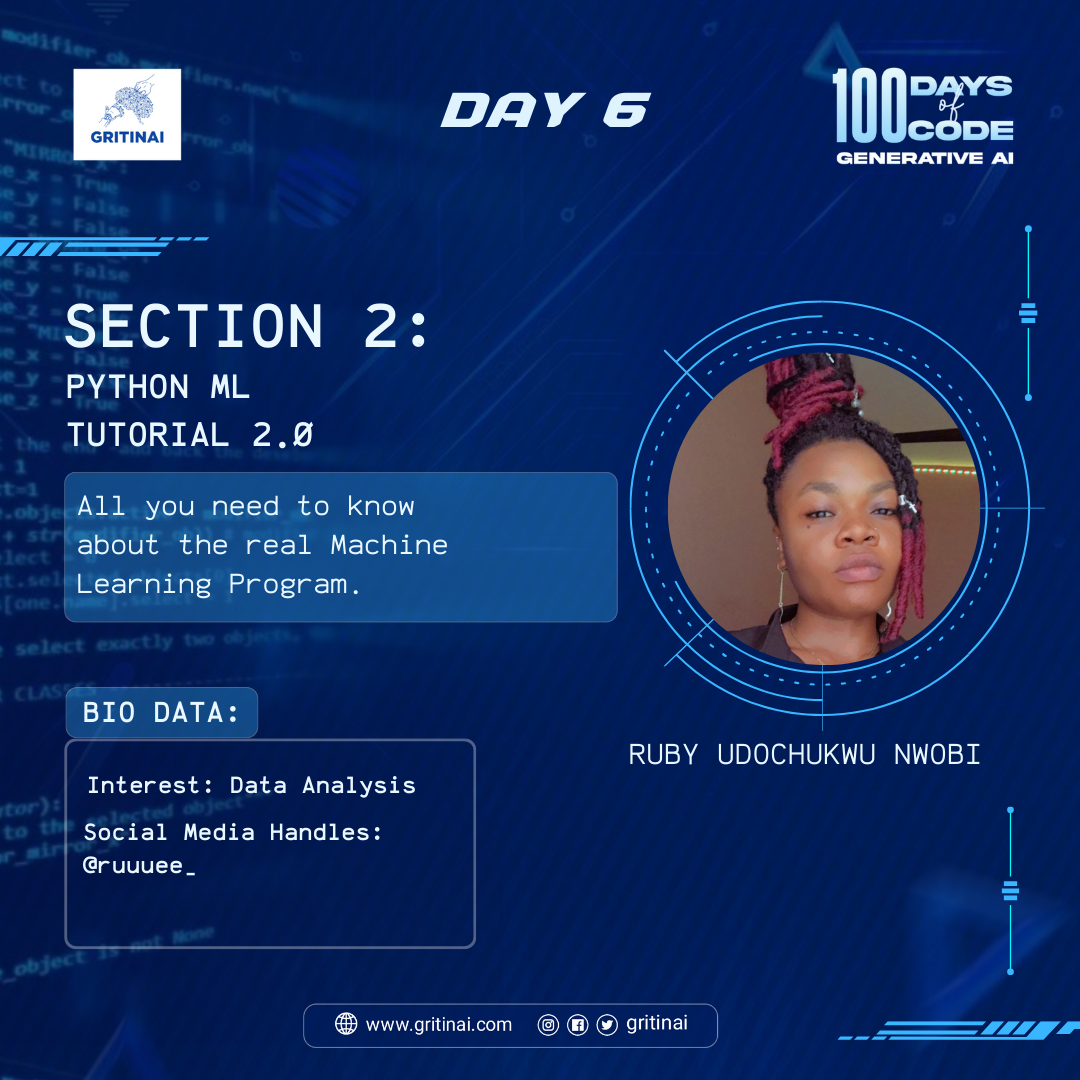 GRITINAI
DAY 6
100 DAYS
of
CODE
GENERATIVE AI
SECTION 2:
PYTHON ML
TUTORIAL 2.0
All you need to know
about the real Machine
Learning Program.
BIO DATA:
Interest: Data Analysis
Social Media Handles:
@ruuuee_
RUBY UDOCHUKWU NWOBI
www.gritinai.com
gritinai